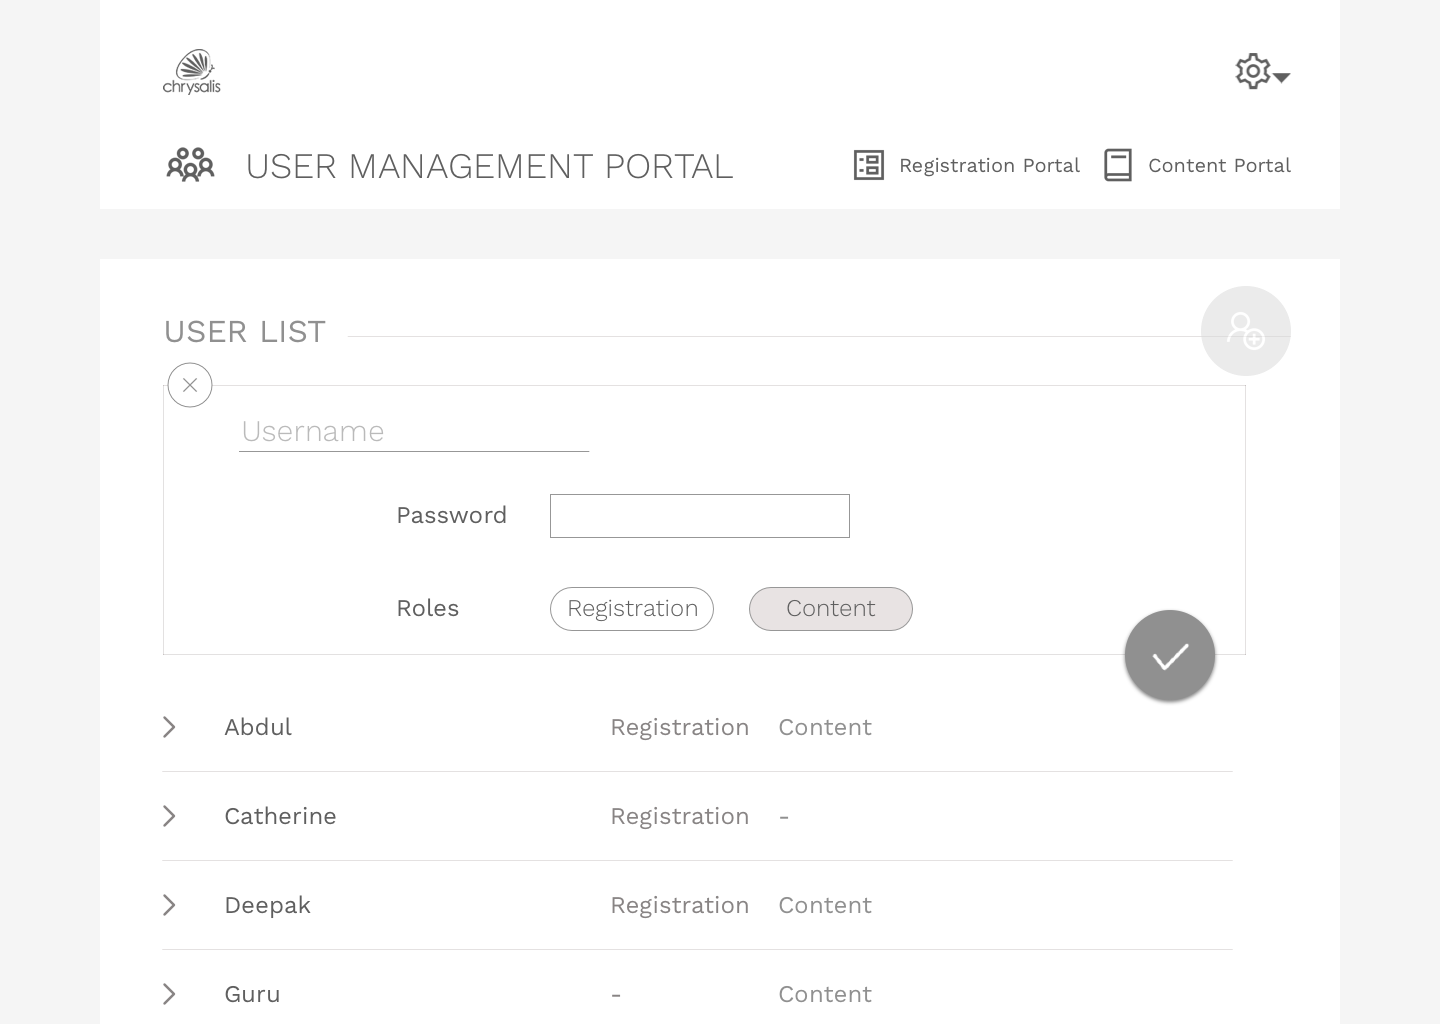 chrysalis
USER MANAGEMENT PORTAL
Registration Portal
Content Portal
USER LIST
Username
Password
Roles
Registration
Content
Abdul Registration Content
Catherine Registration -
Deepak Registration Content
Guru - Content